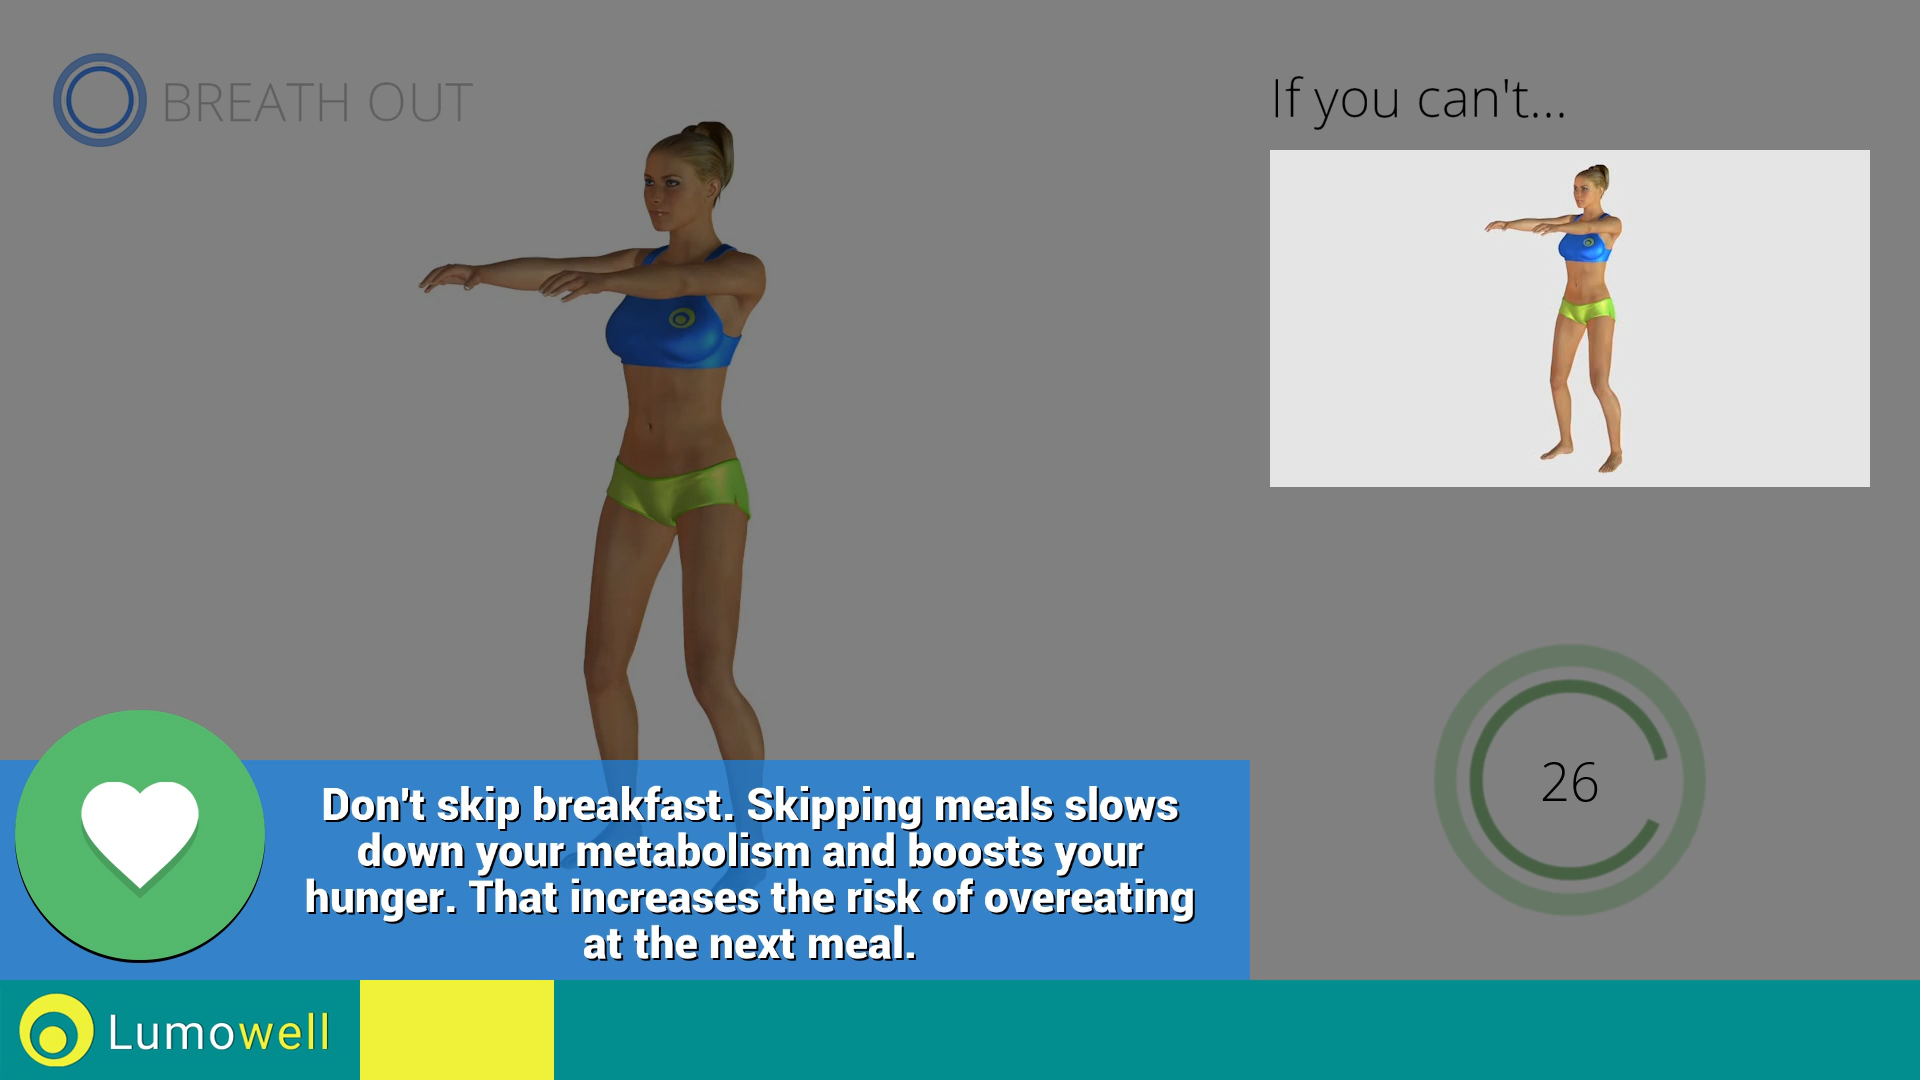 BREATH OUT
If you can't...
26
Don't skip breakfast. Skipping meals slows
down your metabolism and boosts your
hunger. That increases the risk of overeating
at the next meal.
Lumowell